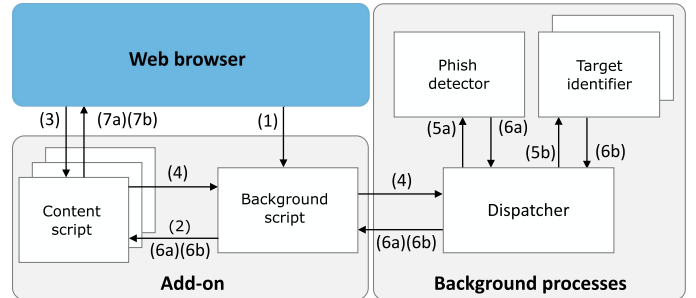 Web browser
Phish
detector
Target
identifier
(3)
(7a)(7b)
(1)
(5a)
(6a)
(5b)
(6b)
(4)
(4)
Content
script
Background
script
Dispatcher
(2)
(6a)(6b)
(6a)(6b)
Add-on
Background processes